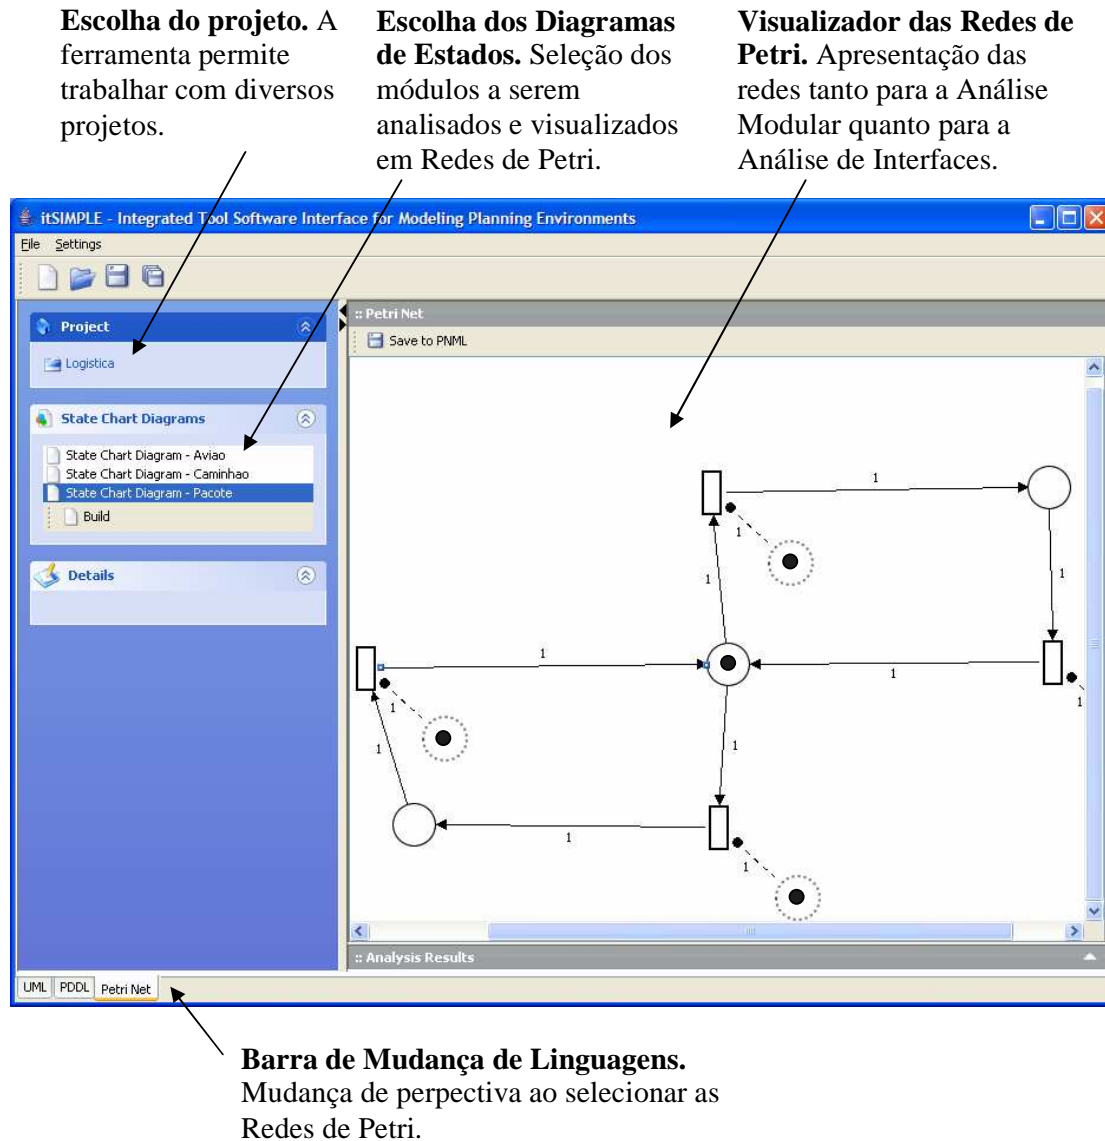 Escolha do projeto. A
ferramenta permite
trabalhar com diversos
projetos.
Escolha dos Diagramas
de Estados. Seleção dos
módulos a serem
analisados e visualizados
em Redes de Petri.
Visualizador das Redes de
Petri. Apresentação das
redes tanto para a Análise
Modular quanto para a
Análise de Interfaces.
itSIMPLE - Integrated Tool Software Interface for Modeling Planning Environments
File Settings
Project
Logistica
State Chart Diagrams
State Chart Diagram - Aviao
State Chart Diagram - Caminhao
State Chart Diagram - Pacote
Build
Details
:: Petri Net
Save to PNML
1
1
1
1
1
1
1
1
1
1
1
1
:: Analysis Results
UML PDDL Petri Net
Barra de Mudança de Linguagens.
Mudança de perpectiva ao selecionar as
Redes de Petri.